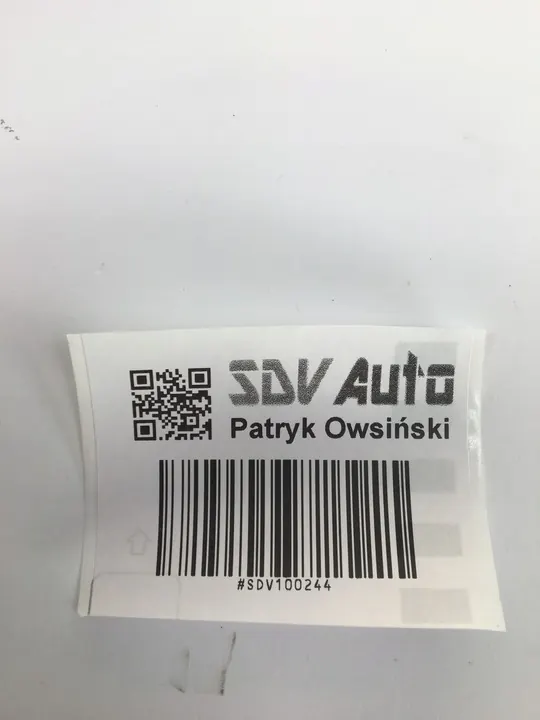 SDV Auto
Patryk Owsiński
#SDV100244